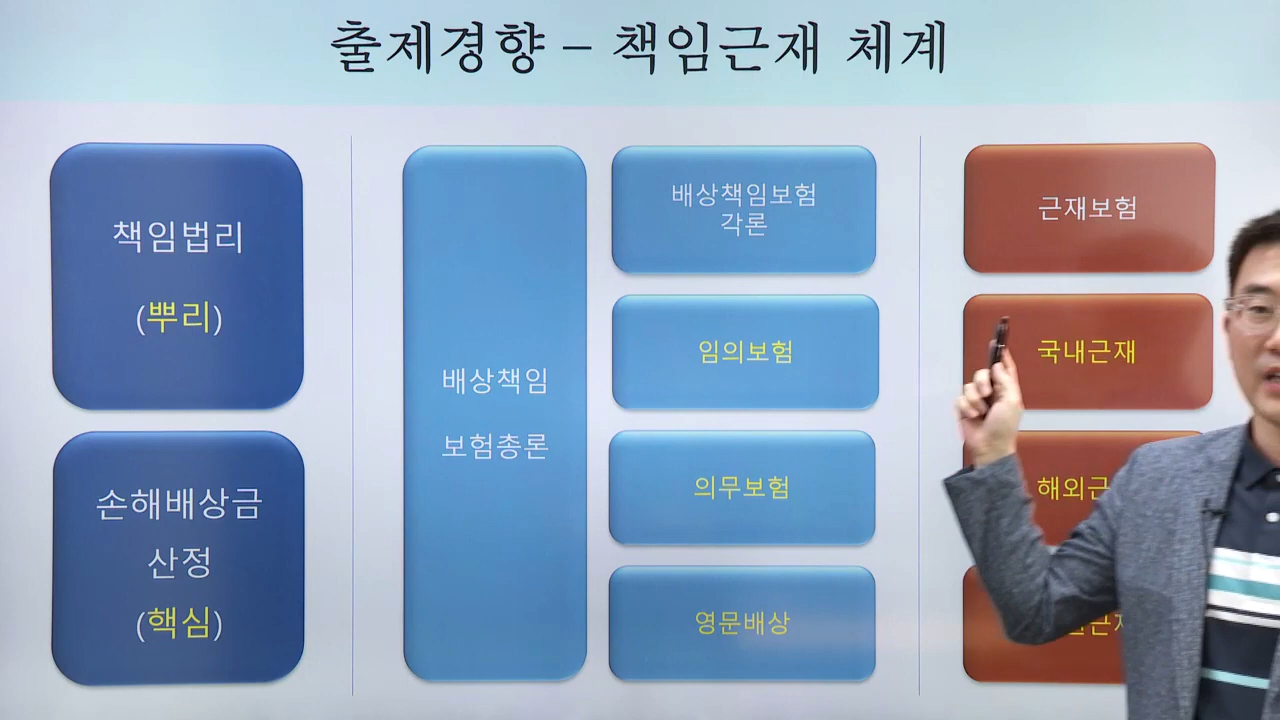 출제경향 – 책임근재 체계
책임법리
(뿌리)
손해배상금
산정
(핵심)
배상책임
보험총론
배상책임보험
각론
임의보험
의무보험
영문배상
근재보험
국내근재